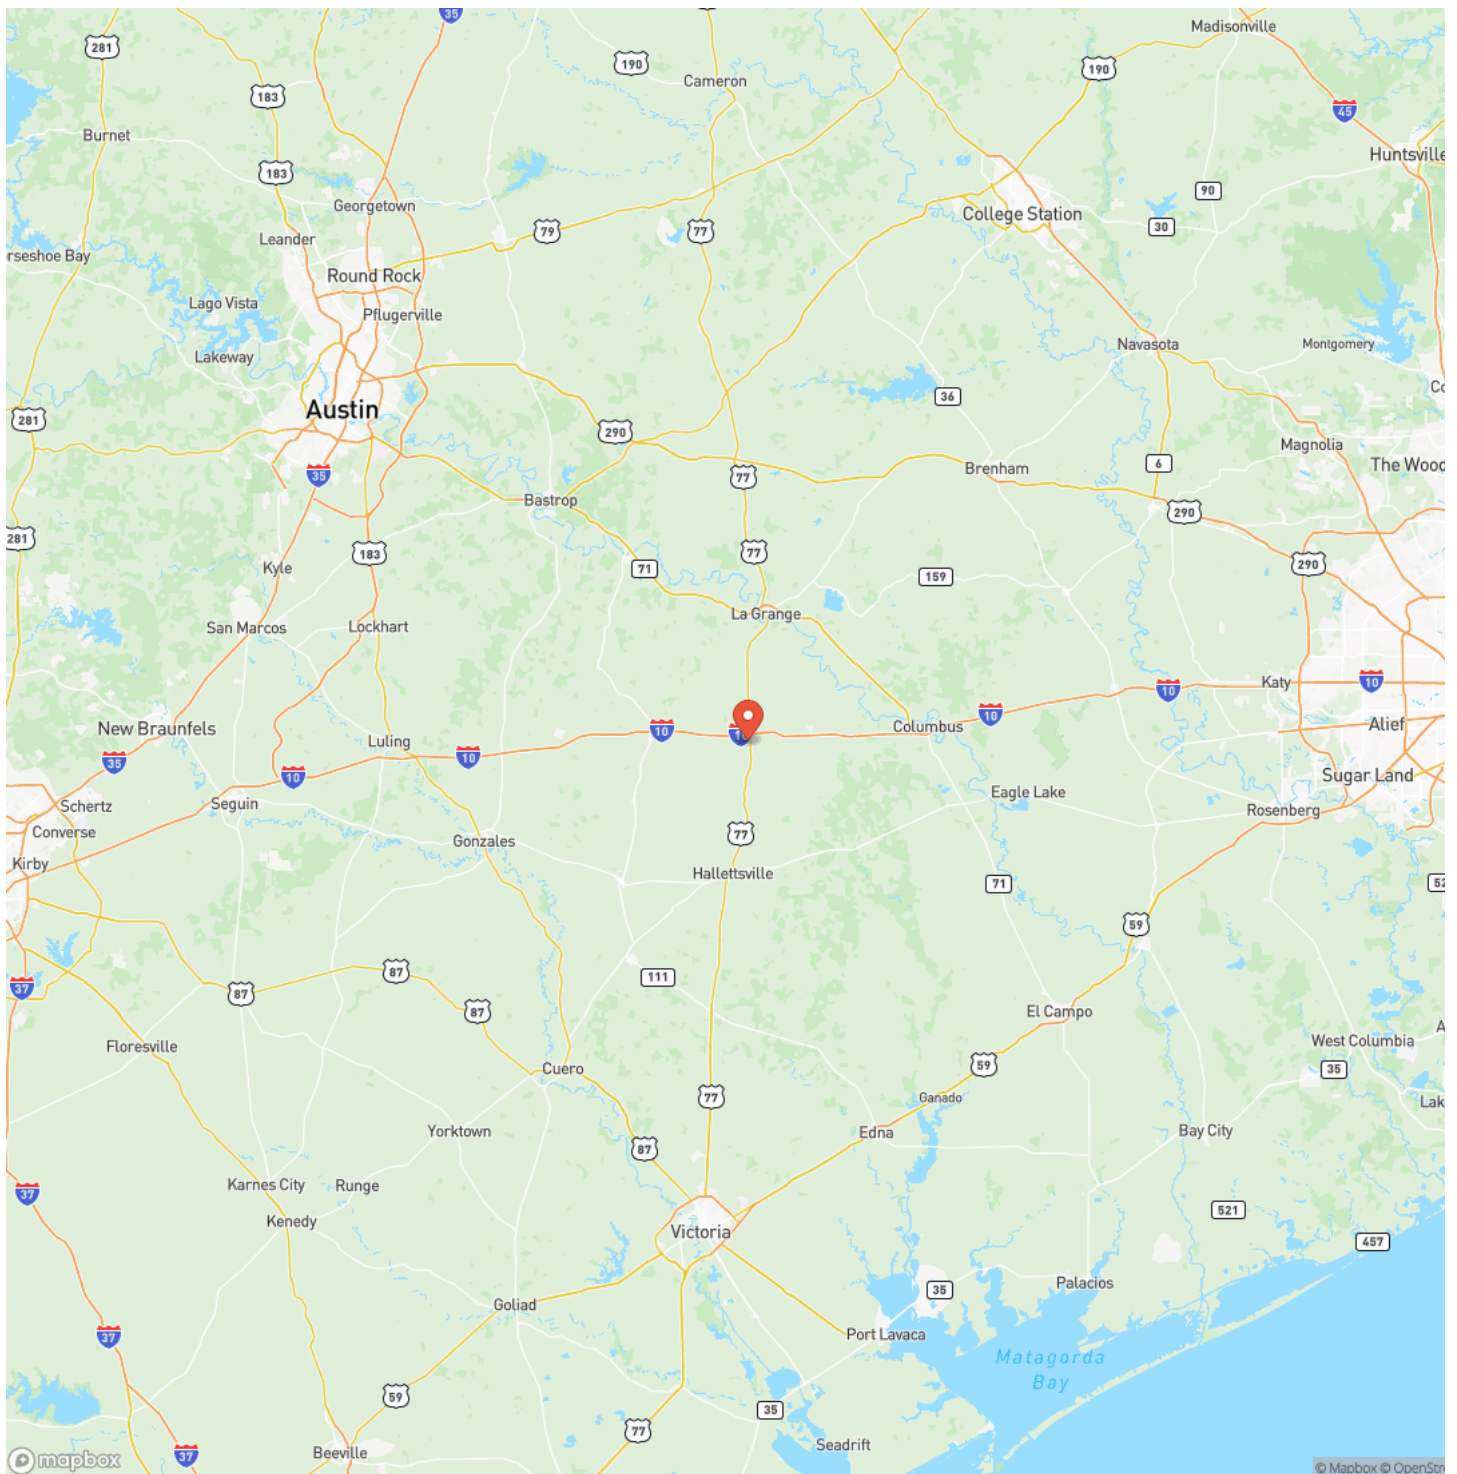 35
Madisonville
281
190
Cameron
190
183
45
Burnet
Huntsville
183
90
Georgetown
College Station
30
Leander
79
77
rseshoe Bay
Round Rock
Lago Vista
Pflugerville
Navasota
Montgomery
Lakeway
Co
36
Austin
281
290
Magnolia
Brenham
6
The Wood
35
77
Bastrop
290
281
183
77
290
Kyle
71
159
La Grange
San Marcos
Lockhart
Katy
10
10
10
New Braunfels
10
10
Columbus
Alief
Luling
35
10
10
Sugar Land
Schertz
Seguin
Eagle Lake
Rosenberg
Converse
77
Gonzales
Kirby
Hallettsville
71
52
59
87
111
37
87
87
El Campo
Floresville
West Columbia
A
59
35
Cuero
77
Ganado
Lak
Yorktown
Edna
Bay City
87
Karnes City
Runge
37
521
Kenedy
Victoria
457
Palacios
35
Goliad
37
Port Lavaca
Matagorda
Bay
59
35
77
Seadrift
Beeville
37
mapbox
© Mapbox © OpenStre